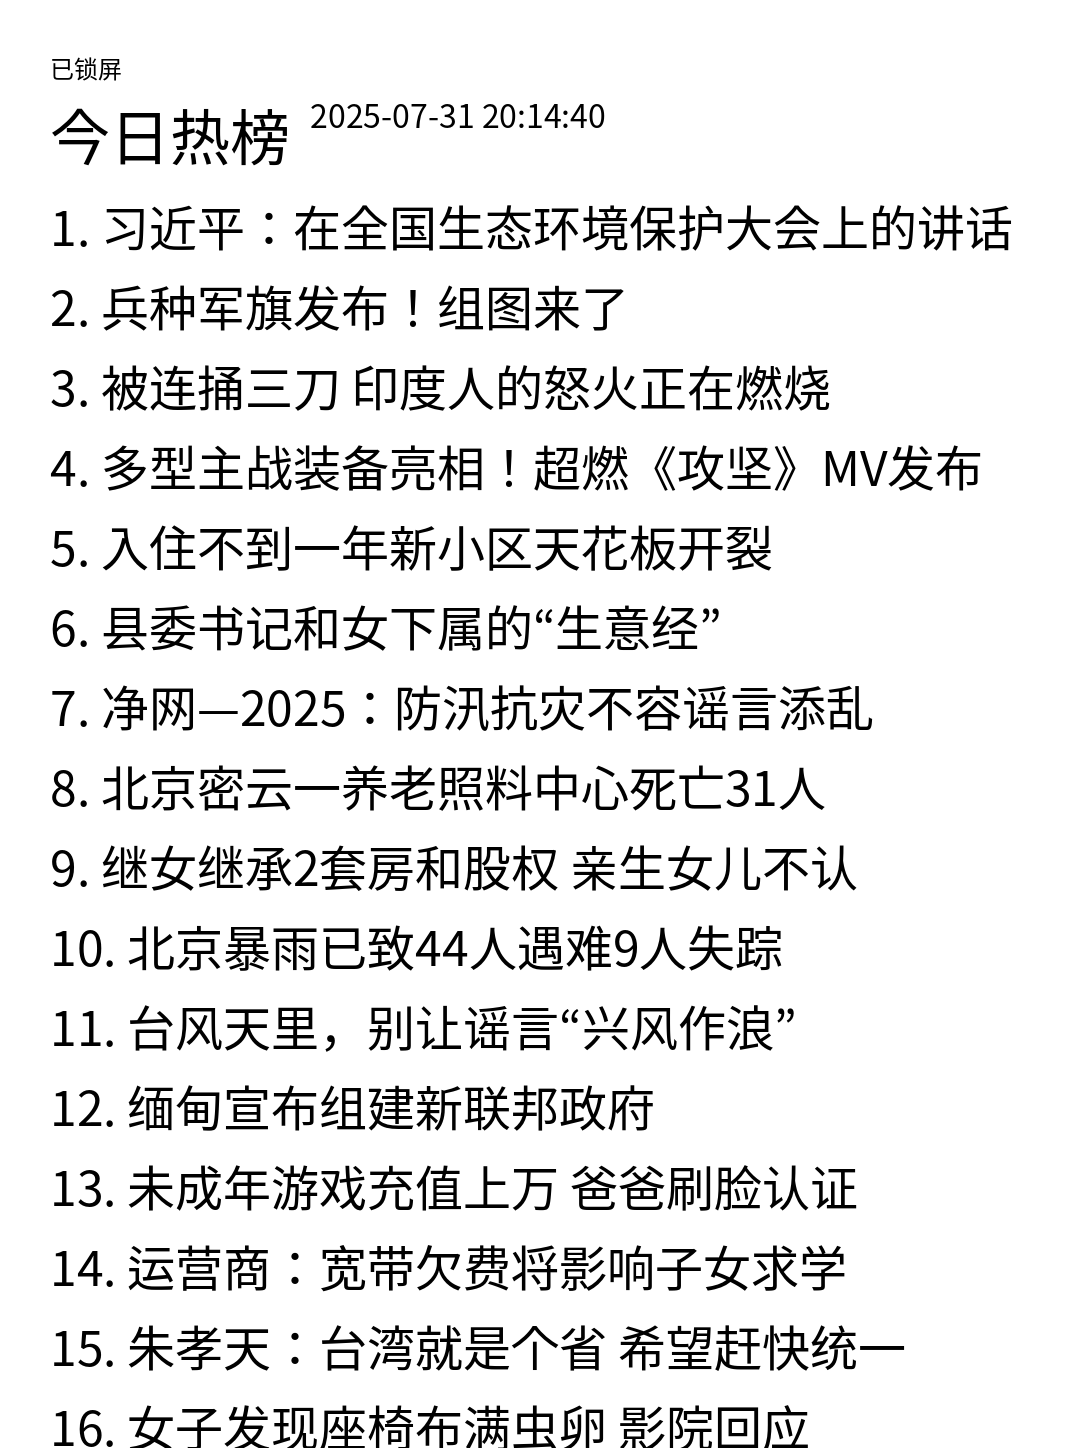 已锁屏
今日热榜 2025-07-31 20:14:40
1. 习近平：在全国生态环境保护大会上的讲话
2. 兵种军旗发布！组图来了
3. 被连捅三刀 印度人的怒火正在燃烧
4. 多型主战装备亮相！超燃《攻坚》MV发布
5. 入住不到一年新小区天花板开裂
6. 县委书记和女下属的“生意经”
7. 净网—2025：防汛抗灾不容谣言添乱
8. 北京密云一养老照料中心死亡31人
9. 继女继承2套房和股权 亲生女儿不认
10. 北京暴雨已致44人遇难9人失踪
11. 台风天里，别让谣言“兴风作浪”
12. 缅甸宣布组建新联邦政府
13. 未成年游戏充值上万 爸爸刷脸认证
14. 运营商：宽带欠费将影响子女求学
15. 朱孝天：台湾就是个省 希望赶快统一
16. 女子发现座椅布满虫卵 影院回应